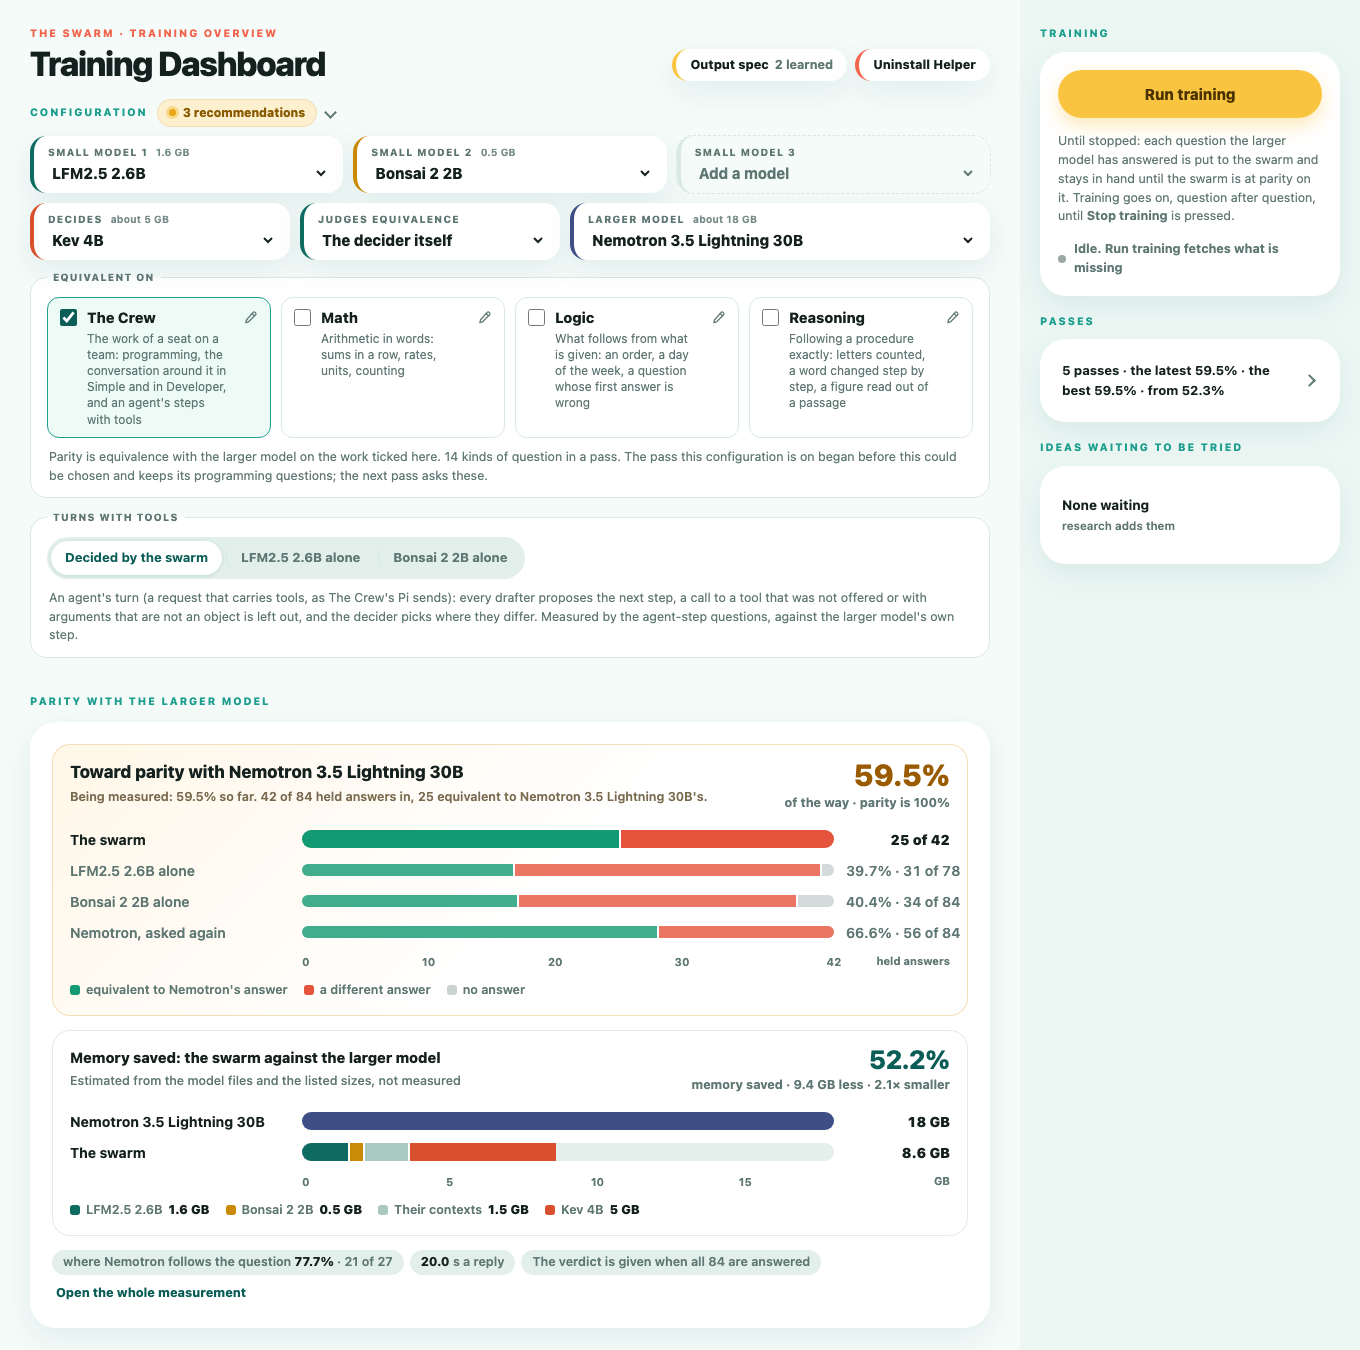 THE SWARM · TRAINING OVERVIEW
Training Dashboard
Output spec 2 learned
Uninstall Helper
CONFIGURATION
3 recommendations
SMALL MODEL 1 1.6 GB
LFM2.5 2.6B
SMALL MODEL 2 0.5 GB
Bonsai 2 2B
SMALL MODEL 3
Add a model
DECIDES about 5 GB
Kev 4B
JUDGES EQUIVALENCE
The decider itself
LARGER MODEL about 18 GB
Nemotron 3.5 Lightning 30B
EQUIVALENT ON
The Crew
The work of a seat on a
team: programming, the
conversation around it in
Simple and in Developer,
and an agent's steps
with tools
Math
Arithmetic in words:
sums in a row, rates,
units, counting
Logic
What follows from what
is given: an order, a day
of the week, a question
whose first answer is
wrong
Reasoning
Following a procedure
exactly: letters counted,
a word changed step by
step, a figure read out of
a passage
Parity is equivalence with the larger model on the work ticked here. 14 kinds of question in a pass. The pass this configuration is on began before this could
be chosen and keeps its programming questions; the next pass asks these.
TURNS WITH TOOLS
Decided by the swarm
LFM2.5 2.6B alone
Bonsai 2 2B alone
An agent's turn (a request that carries tools, as The Crew's Pi sends): every drafter proposes the next step, a call to a tool that was not offered or with
arguments that are not an object is left out, and the decider picks where they differ. Measured by the agent-step questions, against the larger model's own
step.
PARITY WITH THE LARGER MODEL
Toward parity with Nemotron 3.5 Lightning 30B
59.5%
Being measured: 59.5% so far. 42 of 84 held answers in, 25 equivalent to Nemotron 3.5 Lightning 30B's.
of the way · parity is 100%
The swarm
25 of 42
LFM2.5 2.6B alone
39.7% · 31 of 78
Bonsai 2 2B alone
40.4% · 34 of 84
Nemotron, asked again
66.6% · 56 of 84
0 10 20 30 42 held answers
equivalent to Nemotron's answer
a different answer
no answer
Memory saved: the swarm against the larger model
52.2%
Estimated from the model files and the listed sizes, not measured
memory saved · 9.4 GB less · 2.1× smaller
Nemotron 3.5 Lightning 30B
18 GB
The swarm
8.6 GB
0 5 10 15 GB
LFM2.5 2.6B 1.6 GB
Bonsai 2 2B 0.5 GB
Their contexts 1.5 GB
Kev 4B 5 GB
where Nemotron follows the question 77.7% · 21 of 27
20.0 s a reply
The verdict is given when all 84 are answered
Open the whole measurement
TRAINING
Run training
Until stopped: each question the larger
model has answered is put to the swarm and
stays in hand until the swarm is at parity on
it. Training goes on, question after question,
until Stop training is pressed.
Idle. Run training fetches what is
missing
PASSES
5 passes · the latest 59.5% · the
best 59.5% · from 52.3%
IDEAS WAITING TO BE TRIED
None waiting
research adds them